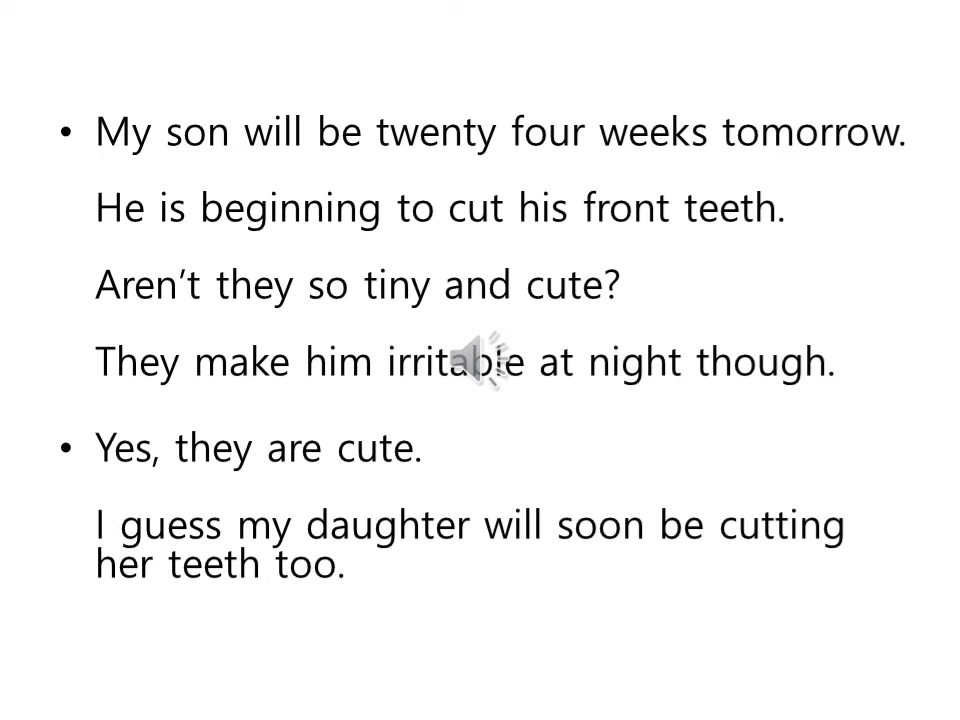 • My son will be twenty four weeks tomorrow.
He is beginning to cut his front teeth.
Aren’t they so tiny and cute?
They make him irritable at night though.
• Yes, they are cute.
I guess my daughter will soon be cutting
her teeth too.